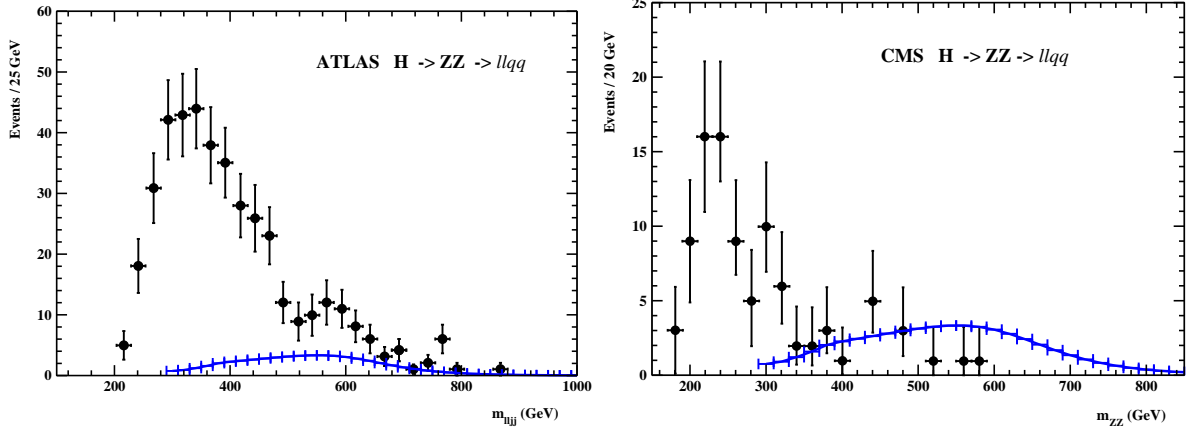 ATLAS H -> ZZ -> llqq
Events / 25 GeV
60
50
40
30
20
10
0
200 400 600 800 1000
m_lljj (GeV)
CMS H -> ZZ -> llqq
Events / 20 GeV
25
20
15
10
5
0
200 300 400 500 600 700 800
m_ZZ (GeV)